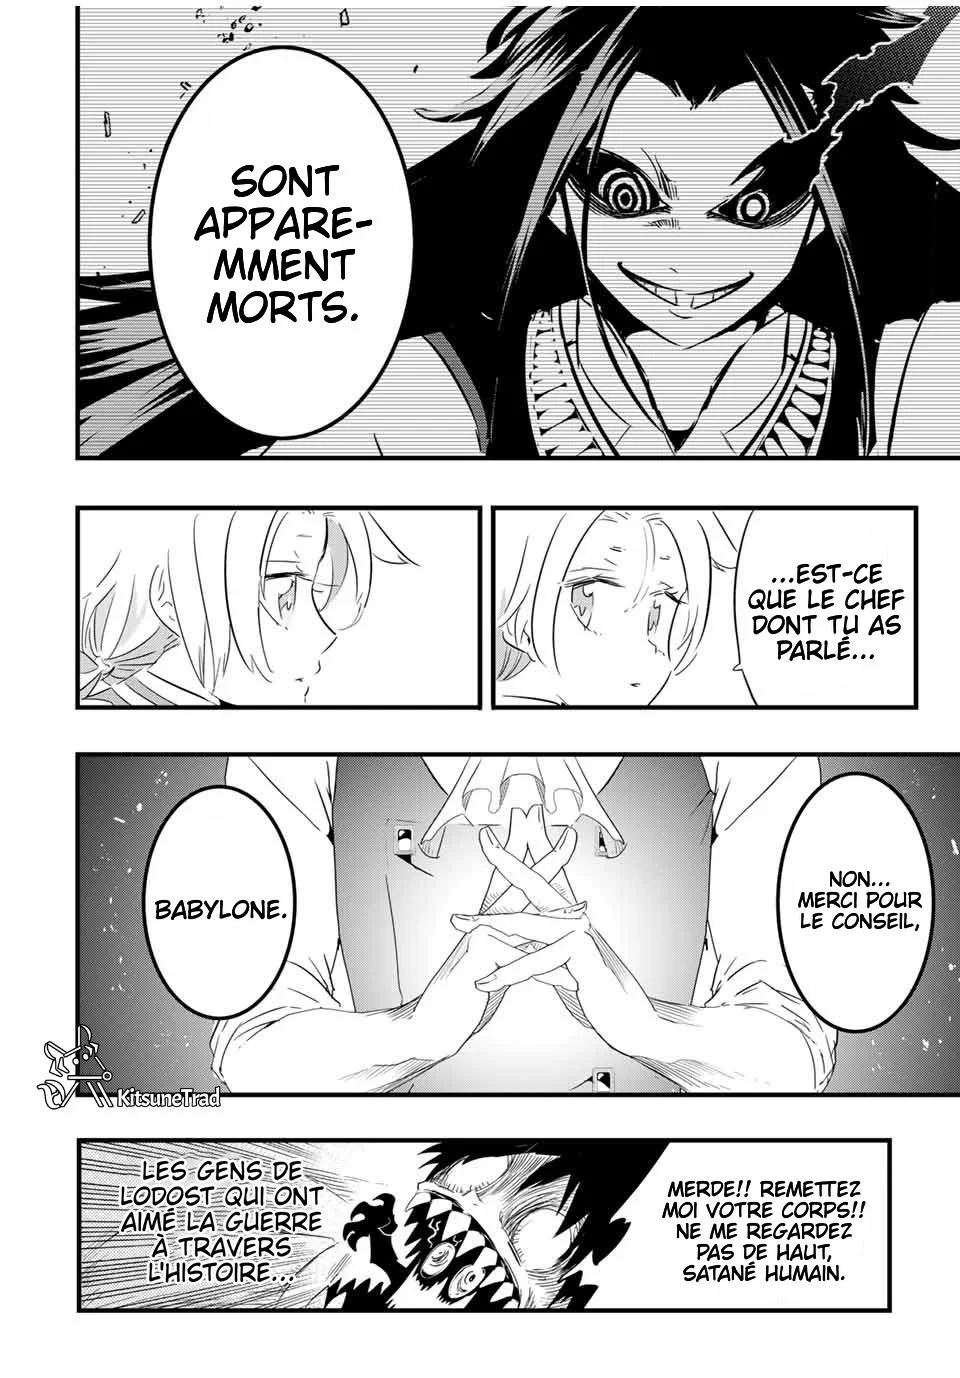 SONT
APPARE-
MMENT
MORTS.
...EST-CE
QUE LE CHEF
DONT TU AS
PARLÉ...
NON...
MERCI POUR
LE CONSEIL,
BABYLONE.
KitsuneTrad
MERDE!! REMETTEZ
MOI VOTRE CORPS!!
NE ME REGARDEZ
PAS DE HAUT,
SATANÉ HUMAIN.
LES GENS DE
LODOST QUI ONT
AIMÉ LA GUERRE
À TRAVERS
L'HISTOIRE...